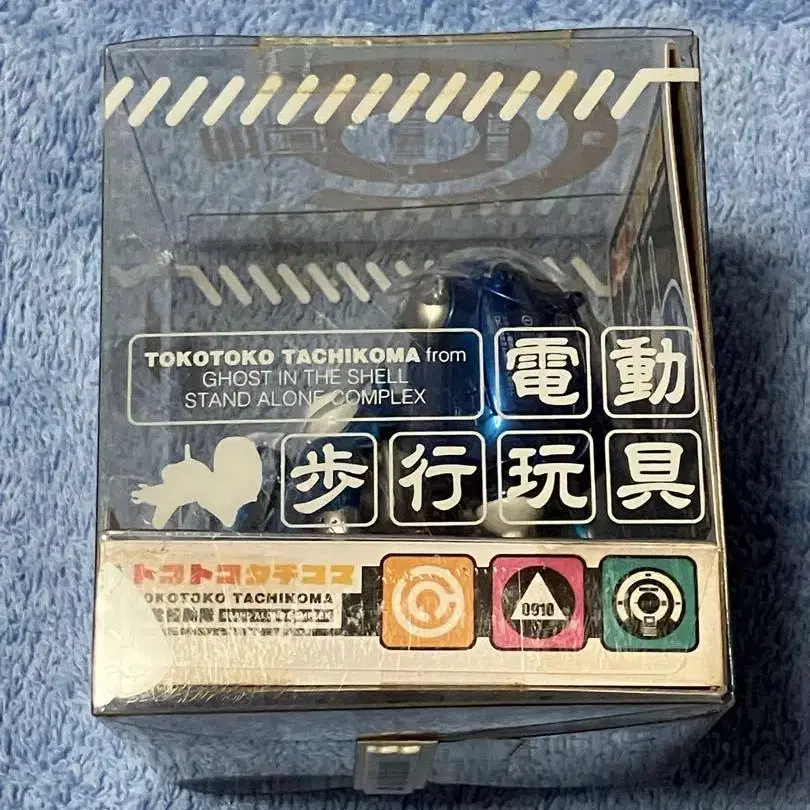 TOKOTOKO TACHIKOMA from
GHOST IN THE SHELL
STAND ALONE COMPLEX
電動
歩行玩具
トコトコタチコマ
TOKOTOKO TACHIKOMA
0910